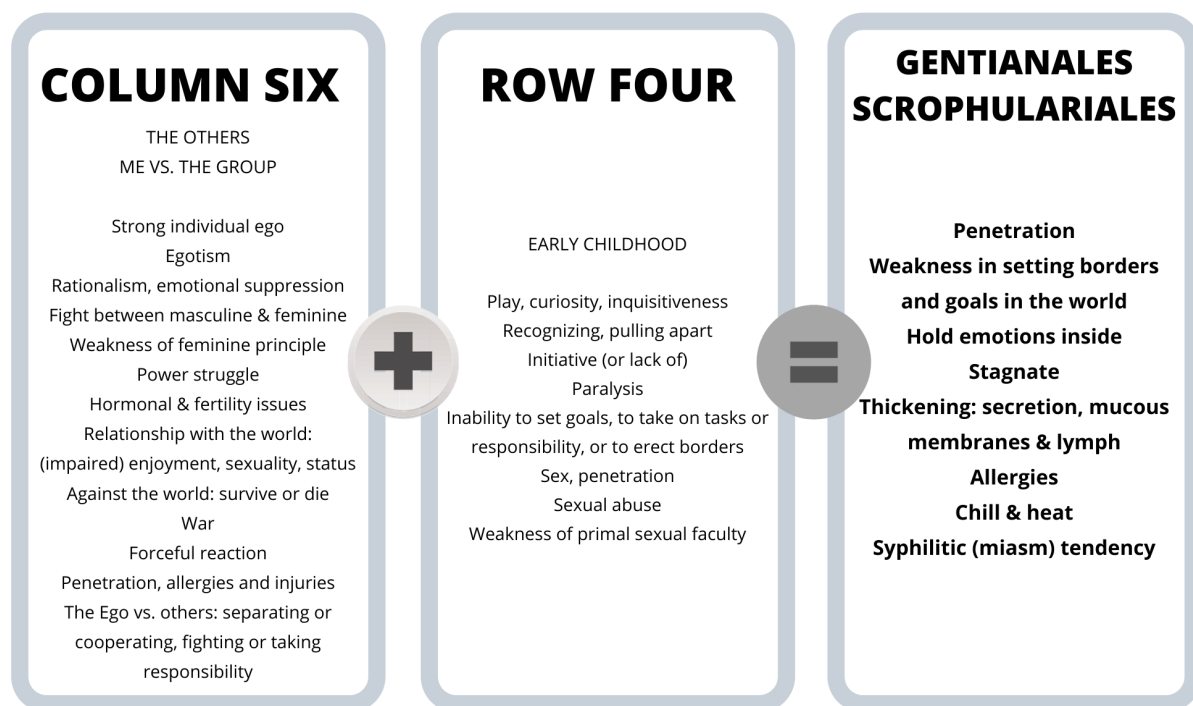 COLUMN SIX
THE OTHERS
ME VS. THE GROUP
Strong individual ego
Egotism
Rationalism, emotional suppression
Fight between masculine & feminine
Weakness of feminine principle
Power struggle
Hormonal & fertility issues
Relationship with the world:
(impaired) enjoyment, sexuality, status
Against the world: survive or die
War
Forceful reaction
Penetration, allergies and injuries
The Ego vs. others: separating or
cooperating, fighting or taking
responsibility
ROW FOUR
EARLY CHILDHOOD
Play, curiosity, inquisitiveness
Recognizing, pulling apart
Initiative (or lack of)
Paralysis
Inability to set goals, to take on tasks or
responsibility, or to erect borders
Sex, penetration
Sexual abuse
Weakness of primal sexual faculty
GENTIANALES
SCROPHULARIALES
Penetration
Weakness in setting borders
and goals in the world
Hold emotions inside
Stagnate
Thickening: secretion, mucous
membranes & lymph
Allergies
Chill & heat
Syphilitic (miasm) tendency